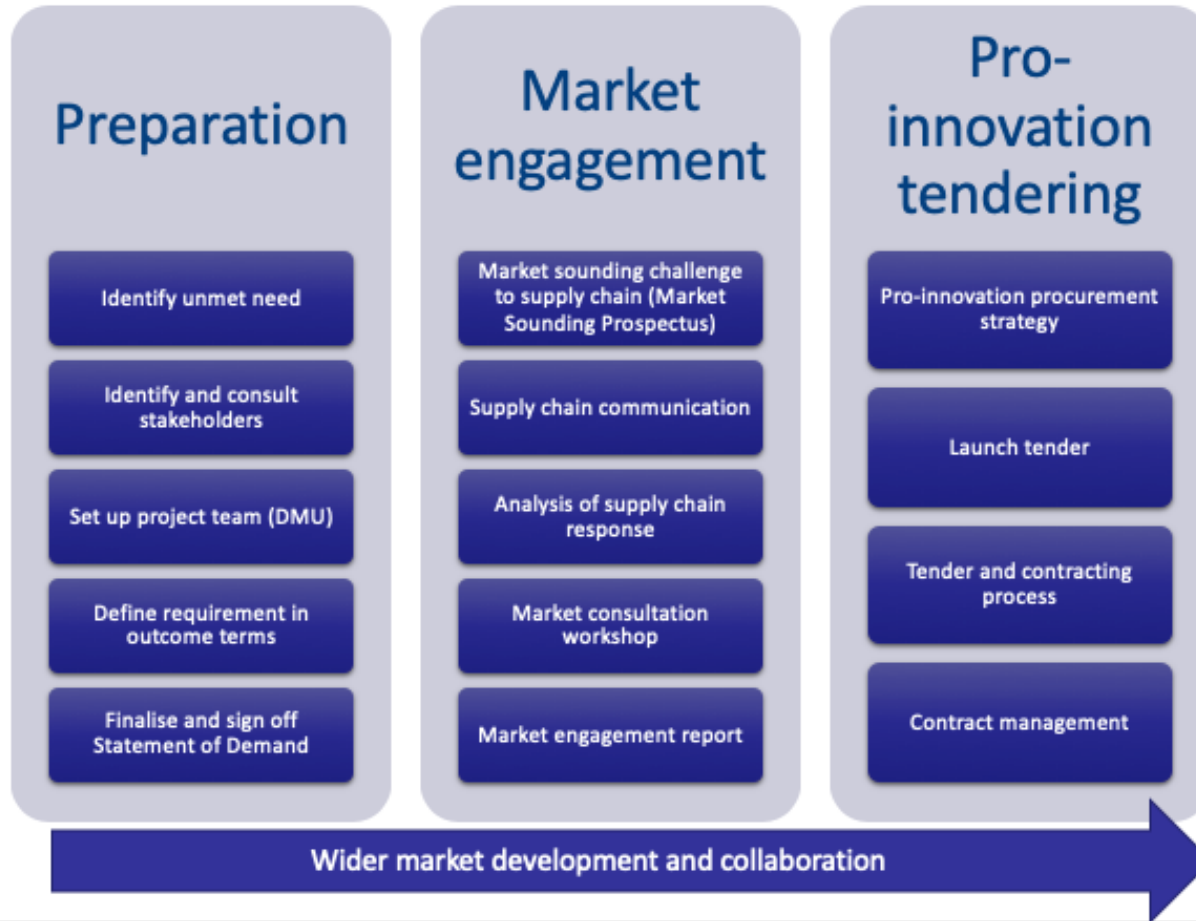 Preparation
Identify unmet need
Identify and consult
stakeholders
Set up project team (DMU)
Define requirement in
outcome terms
Finalise and sign off
Statement of Demand
Market
engagement
Market sounding challenge
to supply chain (Market
Sounding Prospectus)
Supply chain communication
Analysis of supply chain
response
Market consultation
workshop
Market engagement report
Pro-
innovation
tendering
Pro-innovation procurement
strategy
Launch tender
Tender and contracting
process
Contract management
Wider market development and collaboration